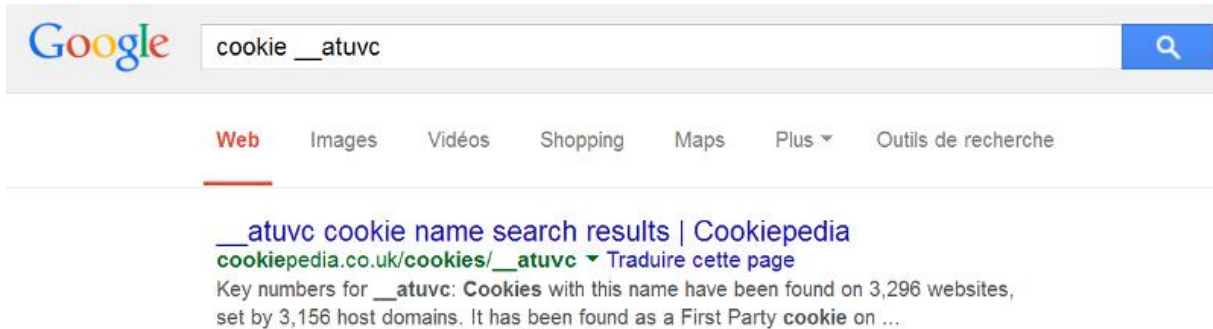 Google cookie __atuvc
Web Images Vidéos Shopping Maps Plus Outils de recherche
__atuvc cookie name search results | Cookiepedia
cookiepedia.co.uk/cookies/__atuvc Traduire cette page
Key numbers for __atuvc: Cookies with this name have been found on 3,296 websites,
set by 3,156 host domains. It has been found as a First Party cookie on ...